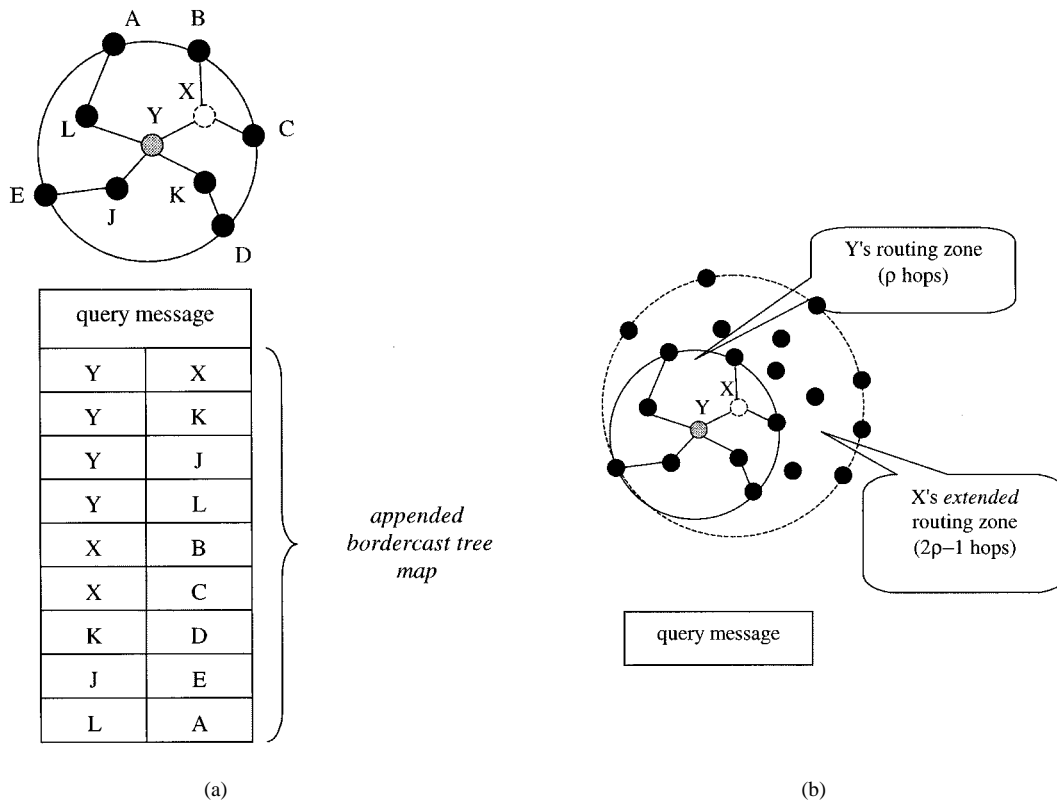 A
B
X
Y
L
C
E
J
K
D
query message
Y X
Y K
Y J
Y L
X B
X C
K D
J E
L A
appended
bordercast tree
map
(a)
Y's routing zone
(ρ hops)
X
Y
X's extended
routing zone
(2ρ−1 hops)
query message
(b)